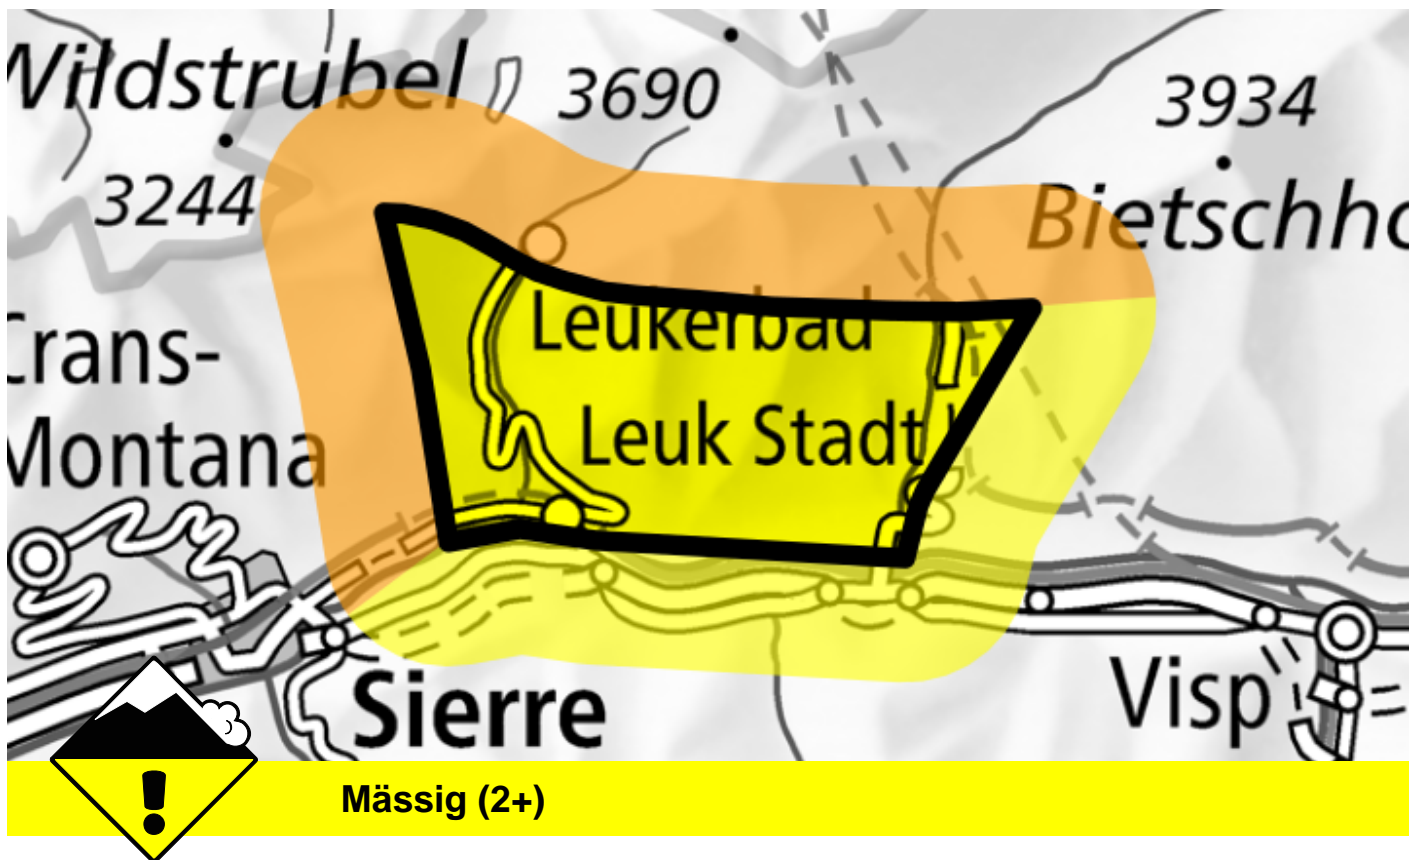 Wildstrubel
3690
3934
3244
Bietschho
Crans-
Montana
Leukerbad
Leuk Stadt
Sierre
Visp
Mässig (2+)